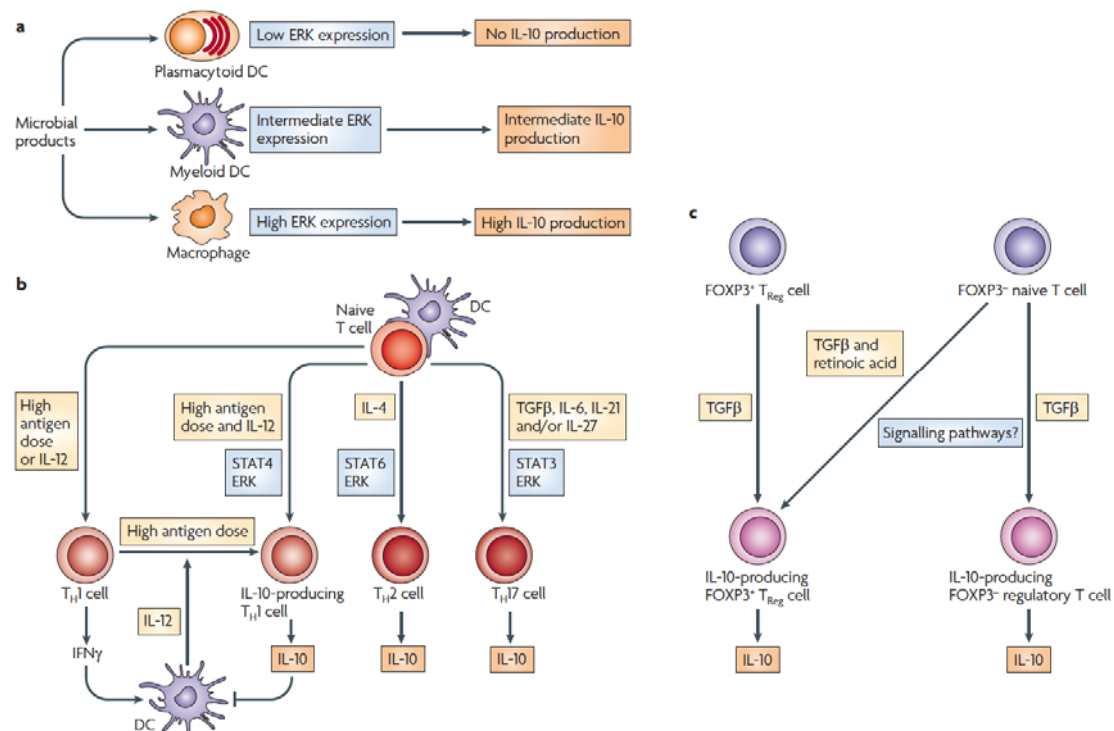 a
Low ERK expression
No IL-10 production
Plasmacytoid DC
Microbial
products
Intermediate ERK
expression
Intermediate IL-10
production
Myeloid DC
High ERK expression
High IL-10 production
Macrophage
b
Naive
T cell
DC
High
antigen
dose
or IL-12
High antigen
dose and IL-12
IL-4
TGFβ, IL-6, IL-21
and/or IL-27
STAT4
ERK
STAT6
ERK
STAT3
ERK
High antigen dose
TH1 cell
IL-10-producing
TH1 cell
TH2 cell
TH17 cell
IL-12
IFNγ
IL-10
IL-10
IL-10
DC
c
FOXP3+ TReg cell
FOXP3− naive T cell
TGFβ and
retinoic acid
TGFβ
TGFβ
Signalling pathways?
IL-10-producing
FOXP3+ TReg cell
IL-10-producing
FOXP3− regulatory T cell
IL-10
IL-10